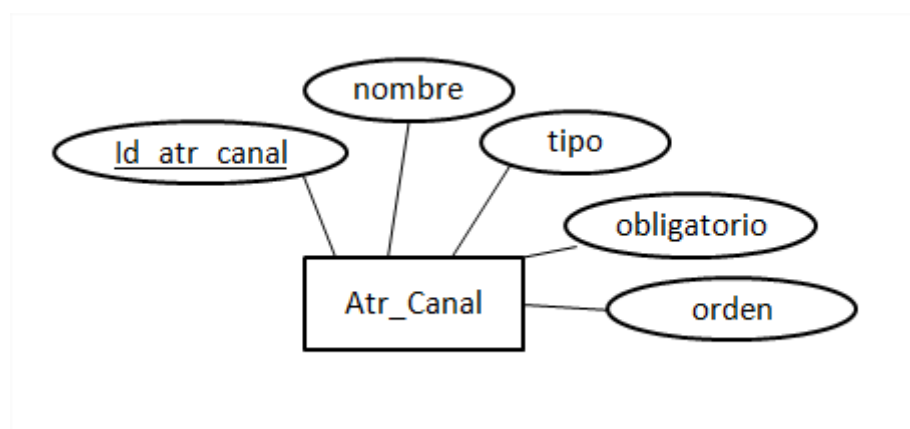 nombre
Id_atr_canal
tipo
obligatorio
Atr_Canal
orden